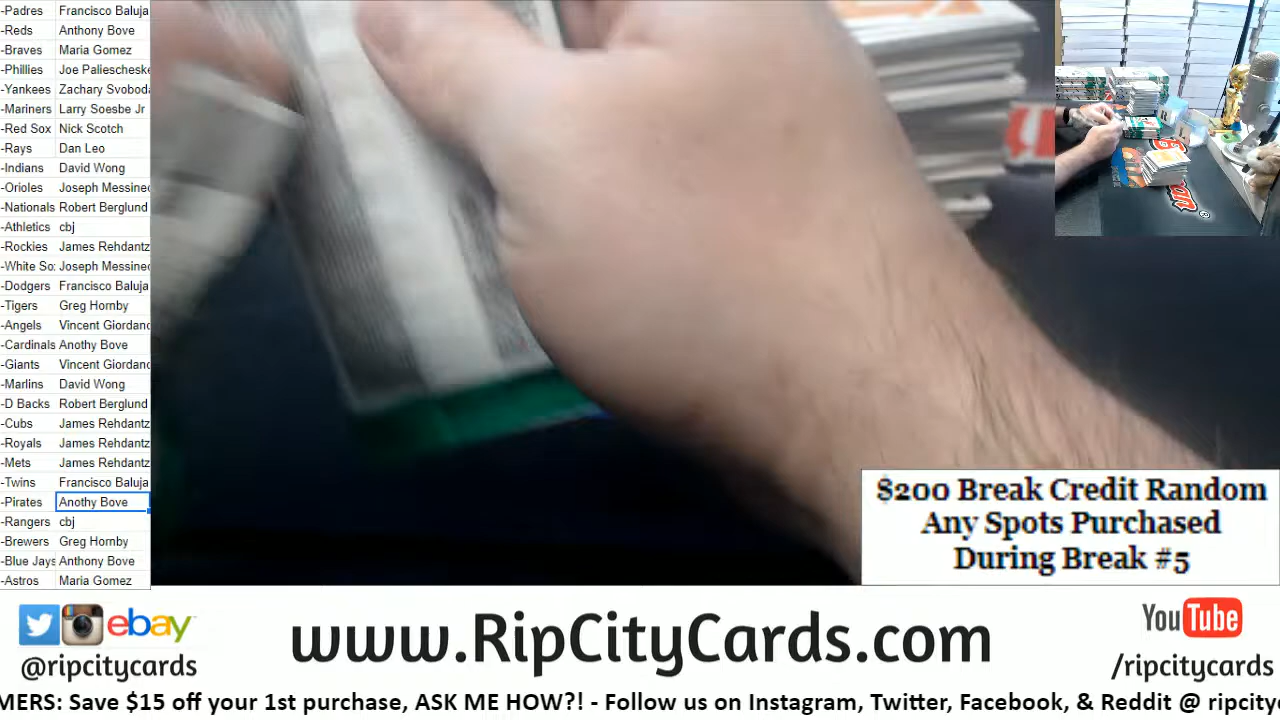 -Padres Francisco Baluja
-Reds Anthony Bove
-Braves Maria Gomez
-Phillies Joe Paliescheske
-Yankees Zachary Svoboda
-Mariners Larry Soesbe Jr
-Red Sox Nick Scotch
-Rays Dan Leo
-Indians David Wong
-Orioles Joseph Messineo
-Nationals Robert Berglund
-Athletics cbj
-Rockies James Rehdantz
-White So: Joseph Messineo
-Dodgers Francisco Baluja
-Tigers Greg Hornby
-Angels Vincent Giordano
-Cardinals Anothy Bove
-Giants Vincent Giordano
-Marlins David Wong
-D Backs Robert Berglund
-Cubs James Rehdantz
-Royals James Rehdantz
-Mets James Rehdantz
-Twins Francisco Baluja
-Pirates Anothy Bove
-Rangers cbj
-Brewers Greg Hornby
-Blue Jays Anthony Bove
-Astros Maria Gomez
$200 Break Credit Random
Any Spots Purchased
During Break #5
ebay
@ripcitycards
www.RipCityCards.com
YouTube
/ripcitycards
MERS: Save $15 off your 1st purchase, ASK ME HOW?! - Follow us on Instagram, Twitter, Facebook, & Reddit @ ripcity